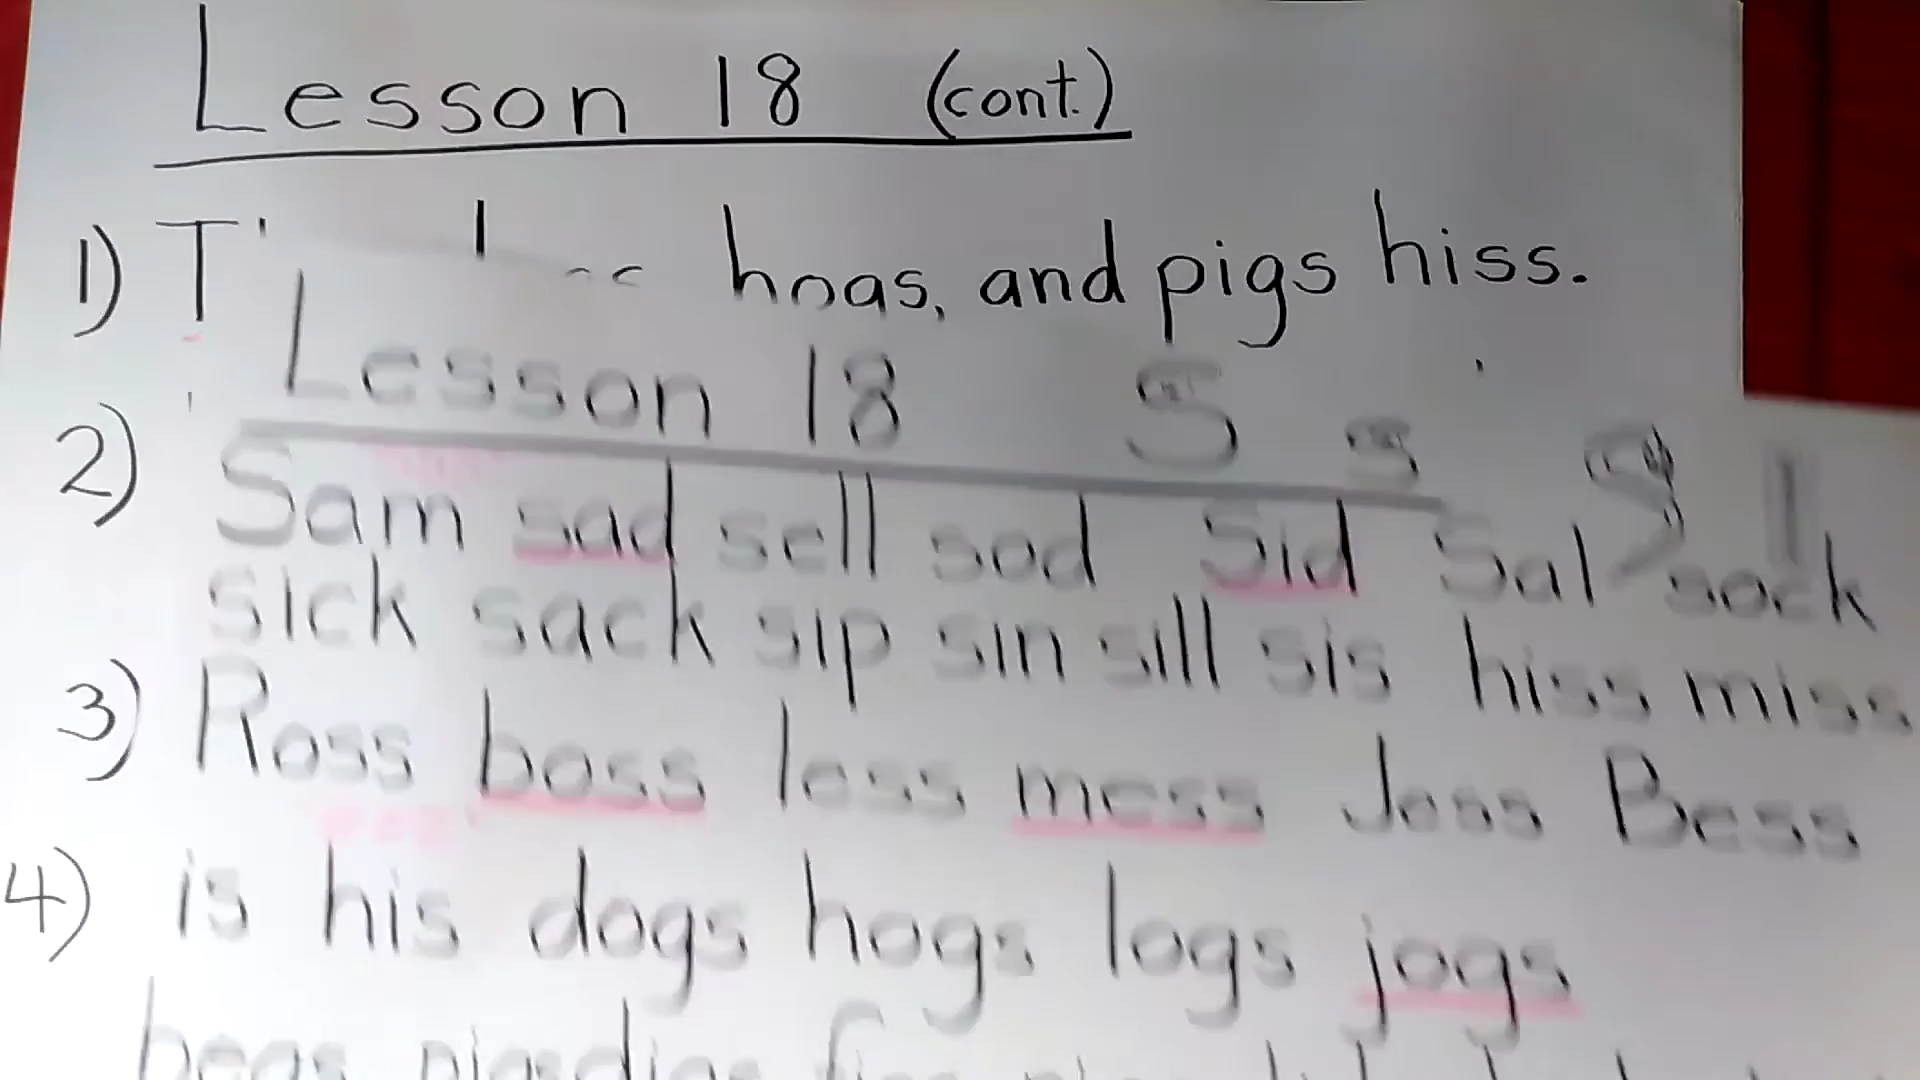 Lesson 18 (cont.)
1) hogs, and pigs hiss.
Lesson 18 S s
2) Sam sad sell sod Sid Sal sock
sick sack sip sin sill sis hiss miss
3) Ross boss loss mess Joss Bess
4) is his dogs hogs logs jogs